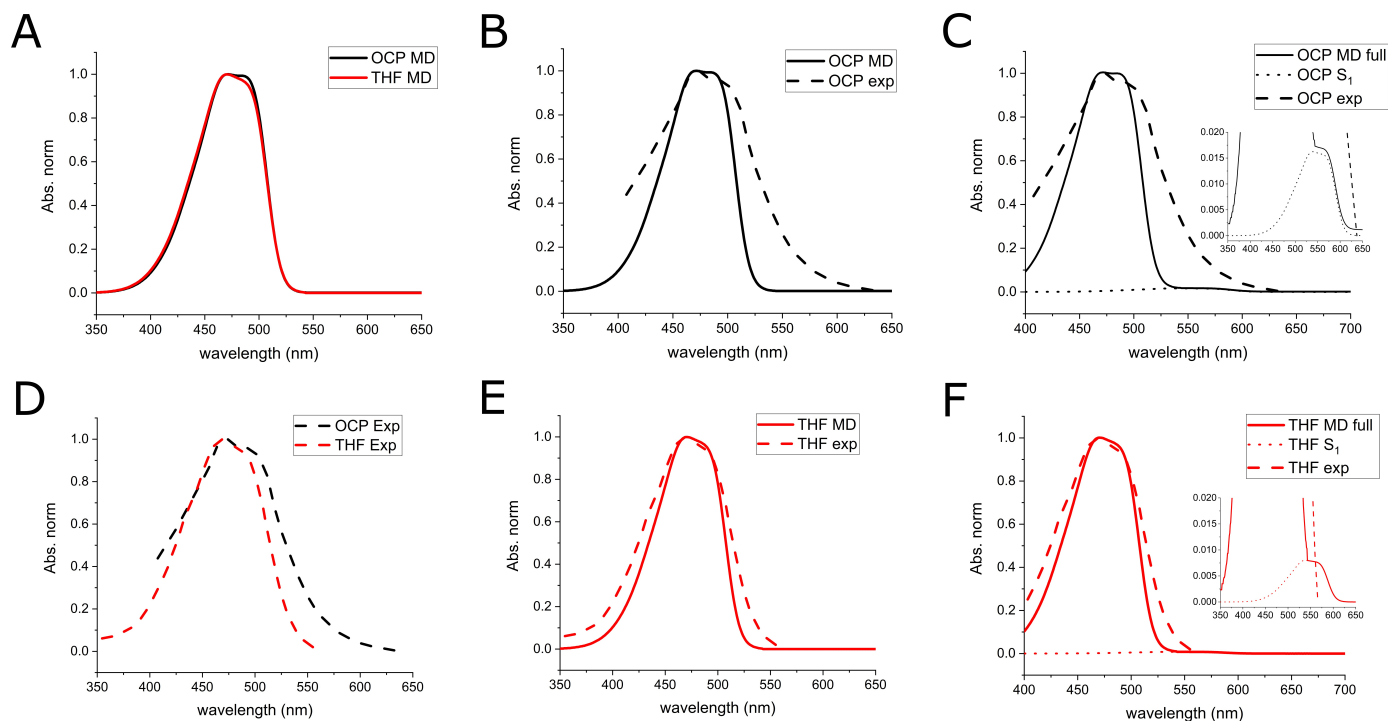 A
OCP MD
THF MD
Abs. norm
1.0
0.8
0.6
0.4
0.2
0.0
350 400 450 500 550 600 650
wavelength (nm)
B
OCP MD
OCP exp
Abs. norm
1.0
0.8
0.6
0.4
0.2
0.0
350 400 450 500 550 600 650
wavelength (nm)
C
OCP MD full
OCP S₁
OCP exp
Abs. norm
1.0
0.8
0.6
0.4
0.2
0.0
400 450 500 550 600 650 700
wavelength (nm)
0.020
0.015
0.010
0.005
0.000
350 400 450 500 550 600 650
D
OCP Exp
THF Exp
Abs. norm
1.0
0.8
0.6
0.4
0.2
0.0
350 400 450 500 550 600 650
wavelength (nm)
E
THF MD
THF exp
Abs. norm
1.0
0.8
0.6
0.4
0.2
0.0
350 400 450 500 550 600 650
wavelength (nm)
F
THF MD full
THF S₁
THF exp
Abs. norm
1.0
0.8
0.6
0.4
0.2
0.0
400 450 500 550 600 650 700
wavelength (nm)
0.020
0.015
0.010
0.005
0.000
350 400 450 500 550 600 650